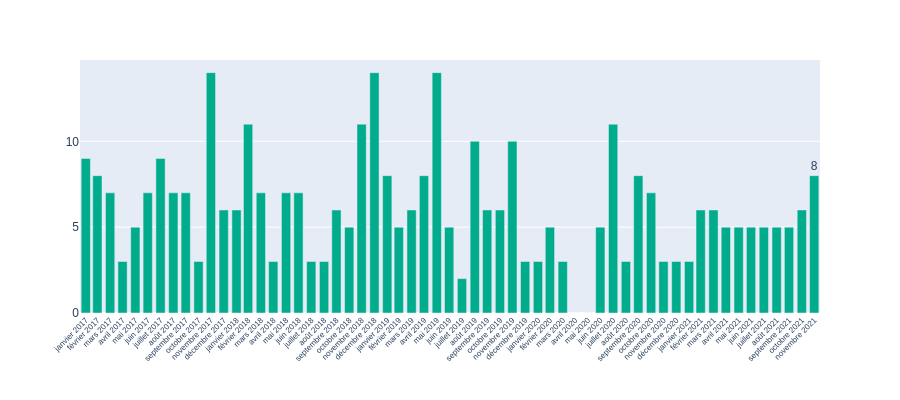 10
5
0
8
janvier 2017
février 2017
mars 2017
avril 2017
mai 2017
juin 2017
juillet 2017
août 2017
septembre 2017
octobre 2017
novembre 2017
décembre 2017
janvier 2018
février 2018
mars 2018
avril 2018
mai 2018
juin 2018
juillet 2018
août 2018
septembre 2018
octobre 2018
novembre 2018
décembre 2018
janvier 2019
février 2019
mars 2019
avril 2019
mai 2019
juin 2019
juillet 2019
août 2019
septembre 2019
octobre 2019
novembre 2019
décembre 2019
janvier 2020
février 2020
mars 2020
avril 2020
mai 2020
juin 2020
juillet 2020
août 2020
septembre 2020
octobre 2020
novembre 2020
décembre 2020
janvier 2021
février 2021
mars 2021
avril 2021
mai 2021
juin 2021
juillet 2021
août 2021
septembre 2021
octobre 2021
novembre 2021